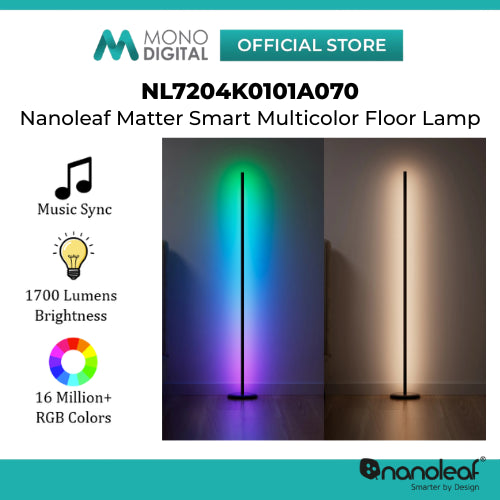 MONO
DIGITAL
OFFICIAL STORE
NL7204K0101A070
Nanoleaf Matter Smart Multicolor Floor Lamp
Music Sync
1700 Lumens
Brightness
16 Million+
RGB Colors
nanoleaf®
Smarter by Design